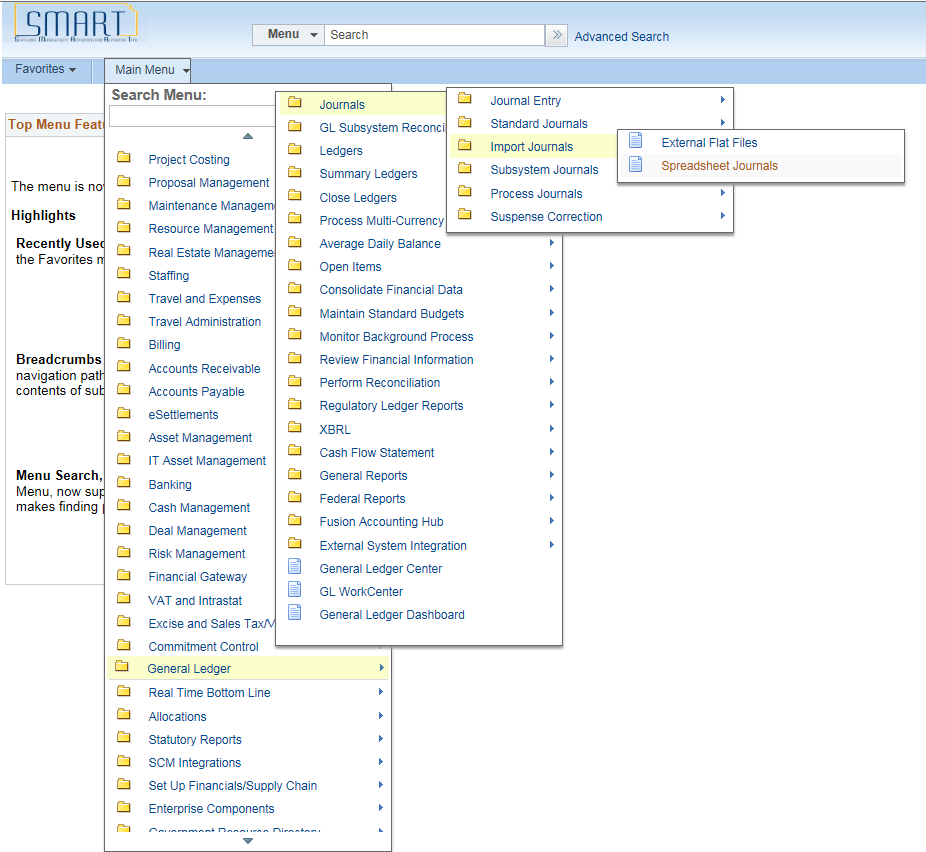 SMART
Menu
Search
Advanced Search
Favorites
Main Menu
Top Menu Featu
The menu is now
Highlights
Recently Used
the Favorites m
Breadcrumbs
navigation path
contents of sub
Menu Search,
Menu, now sup
makes finding p
Search Menu:
Project Costing
Proposal Management
Maintenance Managem
Resource Management
Real Estate Manageme
Staffing
Travel and Expenses
Travel Administration
Billing
Accounts Receivable
Accounts Payable
eSettlements
Asset Management
IT Asset Management
Banking
Cash Management
Deal Management
Risk Management
Financial Gateway
VAT and Intrastat
Excise and Sales Tax/V
Commitment Control
General Ledger
Real Time Bottom Line
Allocations
Statutory Reports
SCM Integrations
Set Up Financials/Supply Chain
Enterprise Components
Government Resource Directory
Journals
GL Subsystem Reconcil
Ledgers
Summary Ledgers
Close Ledgers
Process Multi-Currency
Average Daily Balance
Open Items
Consolidate Financial Data
Maintain Standard Budgets
Monitor Background Process
Review Financial Information
Perform Reconciliation
Regulatory Ledger Reports
XBRL
Cash Flow Statement
General Reports
Federal Reports
Fusion Accounting Hub
External System Integration
General Ledger Center
GL WorkCenter
General Ledger Dashboard
Journal Entry
Standard Journals
Import Journals
Subsystem Journals
Process Journals
Suspense Correction
External Flat Files
Spreadsheet Journals